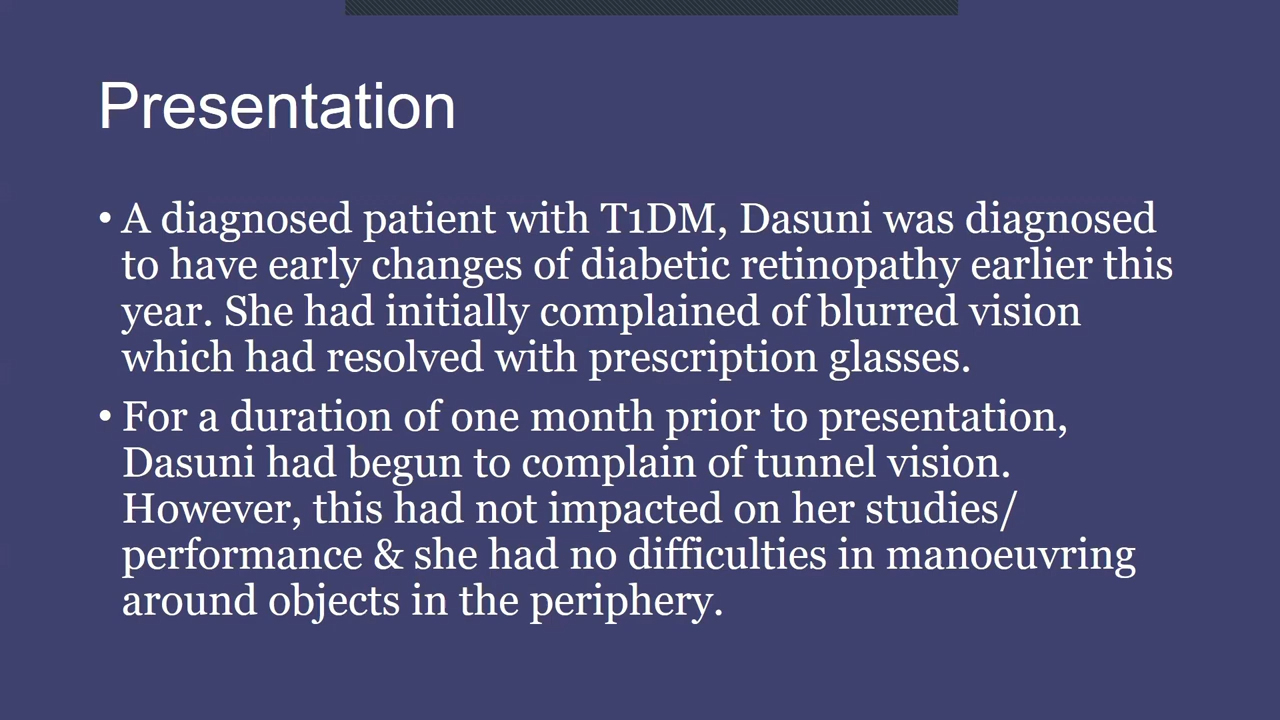 Presentation
• A diagnosed patient with T1DM, Dasuni was diagnosed
to have early changes of diabetic retinopathy earlier this
year. She had initially complained of blurred vision
which had resolved with prescription glasses.
• For a duration of one month prior to presentation,
Dasuni had begun to complain of tunnel vision.
However, this had not impacted on her studies/
performance & she had no difficulties in manoeuvring
around objects in the periphery.